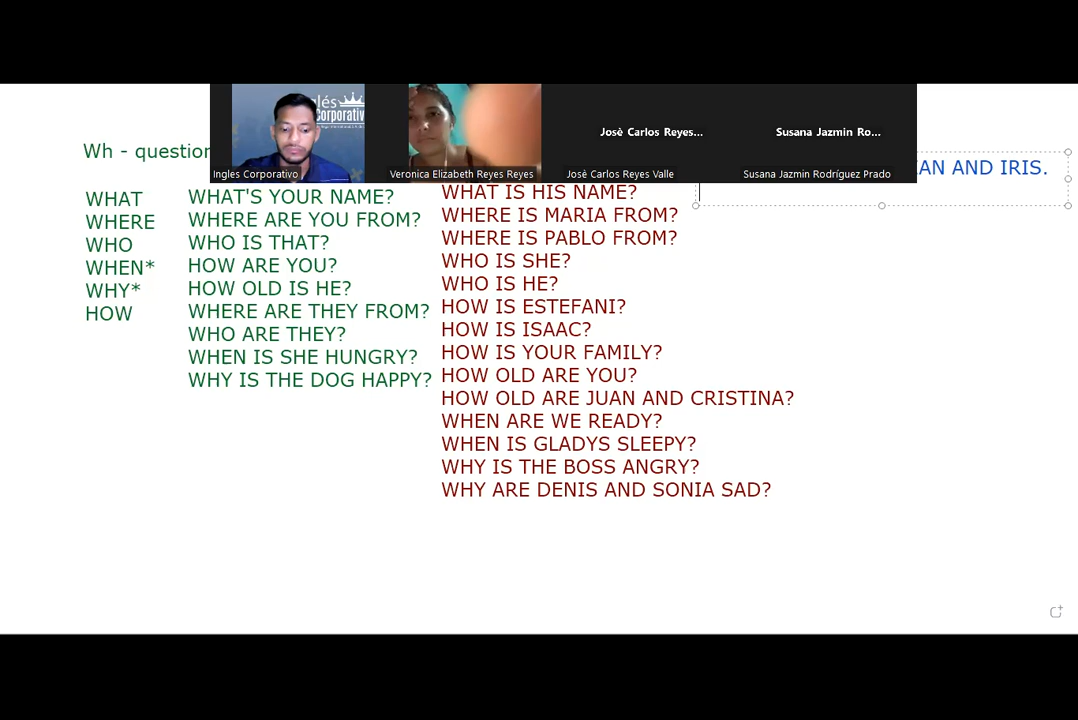 glés
Corporativ
Josè Carlos Reyes...
Susana Jazmin Ro...
Ingles Corporativo
Veronica Elizabeth Reyes Reyes
Josè Carlos Reyes Valle
Susana Jazmin Rodríguez Prado
Wh - question
WHAT
WHERE
WHO
WHEN*
WHY*
HOW
WHAT'S YOUR NAME?
WHERE ARE YOU FROM?
WHO IS THAT?
HOW ARE YOU?
HOW OLD IS HE?
WHERE ARE THEY FROM?
WHO ARE THEY?
WHEN IS SHE HUNGRY?
WHY IS THE DOG HAPPY?
WHAT IS HIS NAME?
WHERE IS MARIA FROM?
WHERE IS PABLO FROM?
WHO IS SHE?
WHO IS HE?
HOW IS ESTEFANI?
HOW IS ISAAC?
HOW IS YOUR FAMILY?
HOW OLD ARE YOU?
HOW OLD ARE JUAN AND CRISTINA?
WHEN ARE WE READY?
WHEN IS GLADYS SLEEPY?
WHY IS THE BOSS ANGRY?
WHY ARE DENIS AND SONIA SAD?
AN AND IRIS.